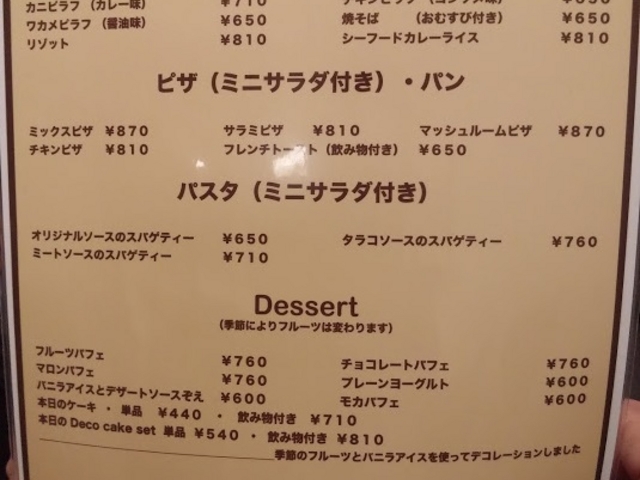 カニピラフ（カレー味） ￥710
ワカメピラフ（醤油味） ￥650 焼そば （おむすび付き） ￥650
リゾット ￥810 シーフードカレーライス ￥810
ピザ（ミニサラダ付き）・パン
ミックスピザ ￥870 サラミピザ ￥810 マッシュルームピザ ￥870
チキンピザ ￥810 フレンチトースト（飲み物付き） ￥650
パスタ（ミニサラダ付き）
オリジナルソースのスパゲティー ￥650 タラコソースのスパゲティー ￥760
ミートソースのスパゲティー ￥710
Dessert
（季節によりフルーツは変わります）
フルーツパフェ ￥760 チョコレートパフェ ￥760
マロンパフェ ￥760 プレーンヨーグルト ￥600
バニラアイスとデザートソースぞえ ￥600 モカパフェ ￥600
本日のケーキ ・ 単品 ￥440 ・ 飲み物付き ￥710
本日の Deco cake set 単品 ￥540 ・ 飲み物付き ￥810
季節のフルーツとバニラアイスを使ってデコレーションしました